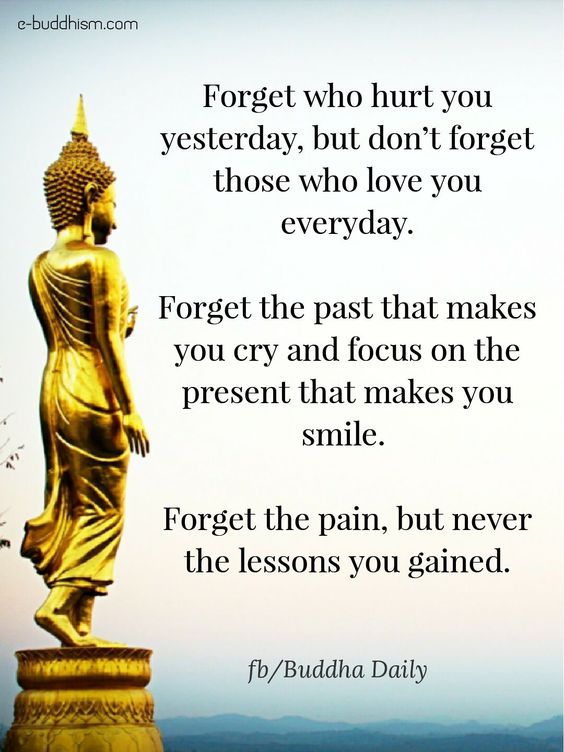 e-buddhism.com
Forget who hurt you
yesterday, but don’t forget
those who love you
everyday.
Forget the past that makes
you cry and focus on the
present that makes you
smile.
Forget the pain, but never
the lessons you gained.
fb/Buddha Daily